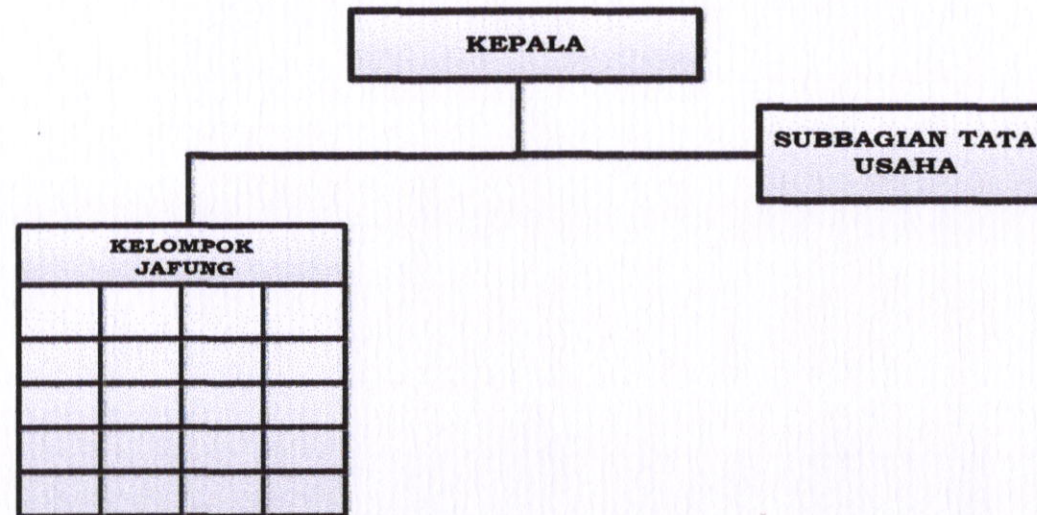 KEPALA
SUBBAGIAN TATA
USAHA
KELOMPOK
JAFUNG